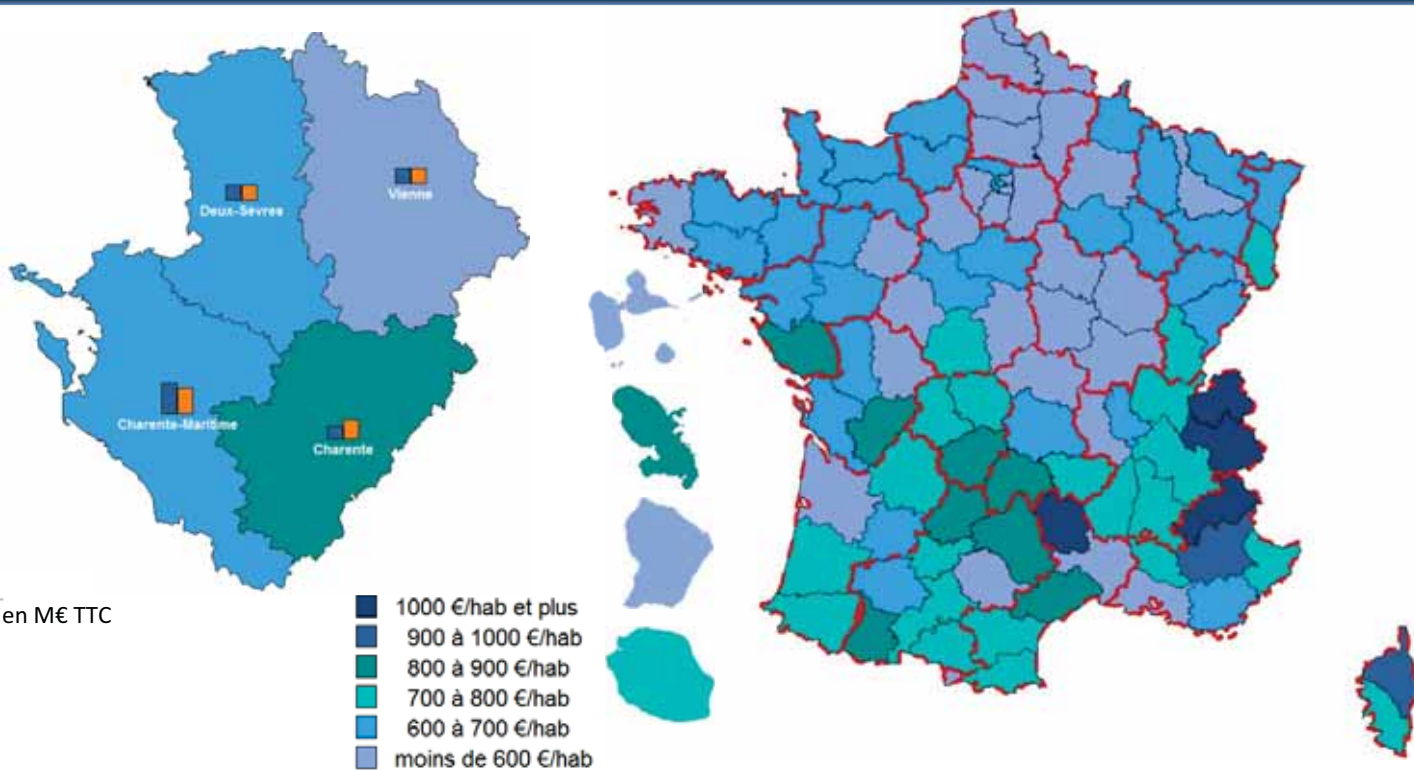 Deux-Sèvres
Vienne
Charente-Maritime
Charente
en M€ TTC
1000 €/hab et plus
900 à 1000 €/hab
800 à 900 €/hab
700 à 800 €/hab
600 à 700 €/hab
moins de 600 €/hab